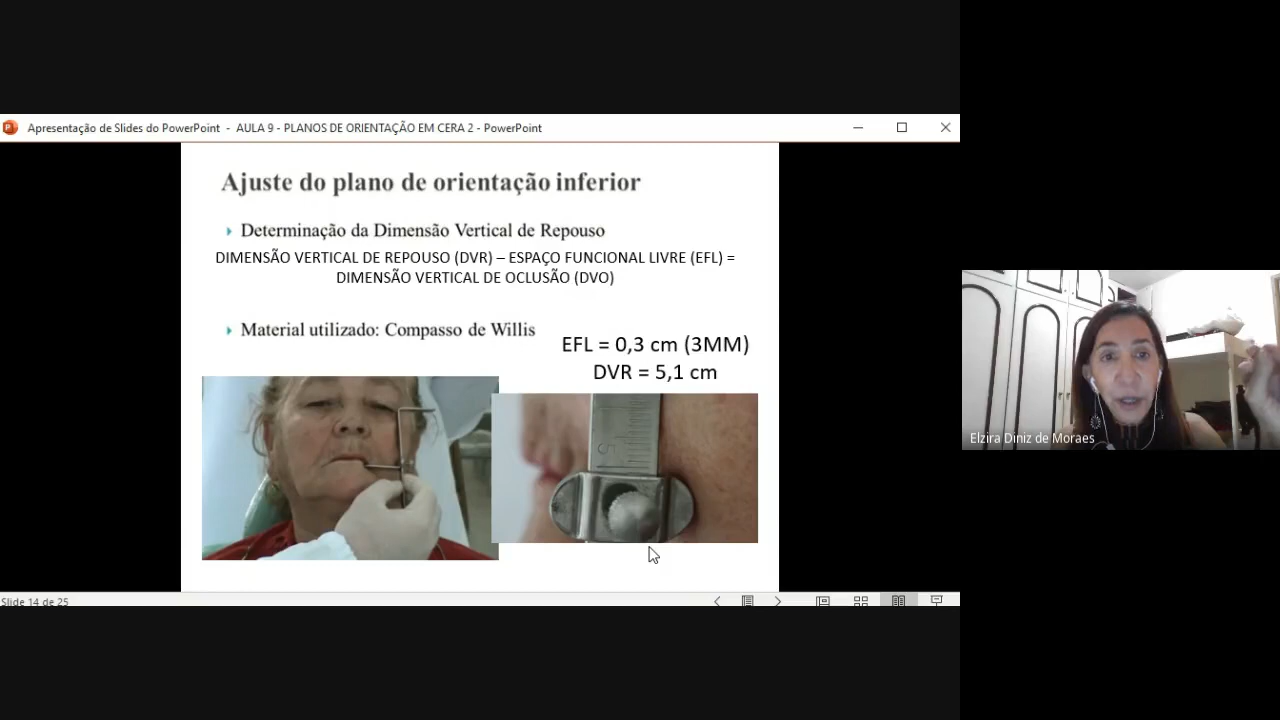 Apresentação de Slides do PowerPoint - AULA 9 - PLANOS DE ORIENTAÇÃO EM CERA 2 - PowerPoint
Ajuste do plano de orientação inferior
Determinação da Dimensão Vertical de Repouso
DIMENSÃO VERTICAL DE REPOUSO (DVR) – ESPAÇO FUNCIONAL LIVRE (EFL) =
DIMENSÃO VERTICAL DE OCLUSÃO (DVO)
Material utilizado: Compasso de Willis
EFL = 0,3 cm (3MM)
DVR = 5,1 cm
5
Elzira Diniz de Moraes
Slide 14 de 25